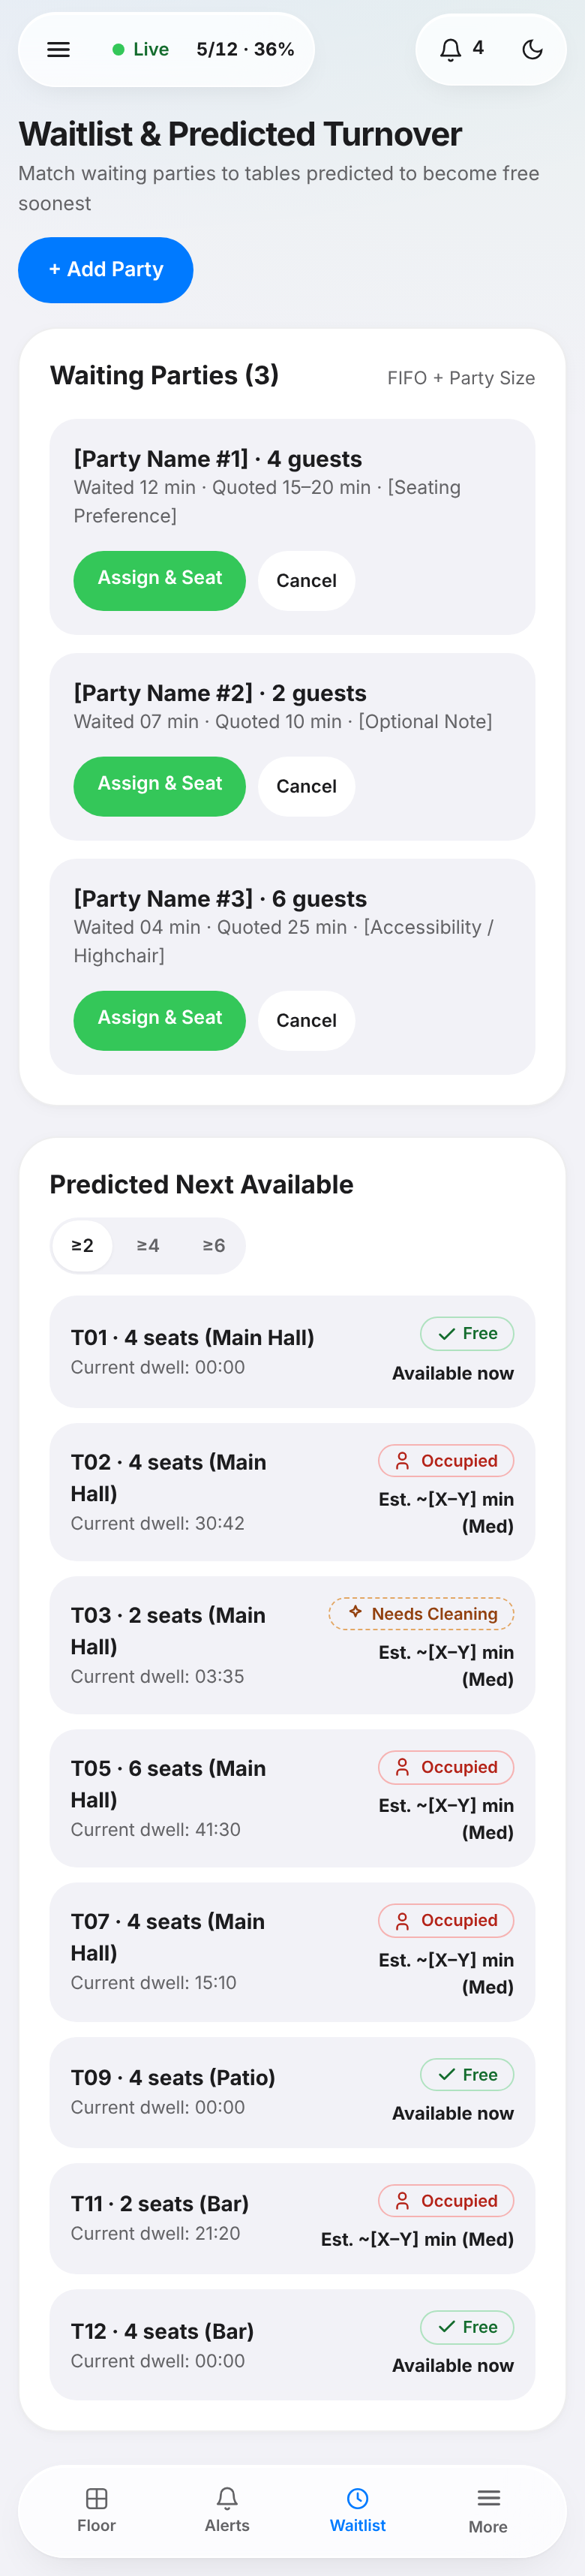 Live
5/12 · 36%
4
Waitlist & Predicted Turnover
Match waiting parties to tables predicted to become free
soonest
+ Add Party
Waiting Parties (3)
FIFO + Party Size
[Party Name #1] · 4 guests
Waited 12 min · Quoted 15–20 min · [Seating
Preference]
Assign & Seat
Cancel
[Party Name #2] · 2 guests
Waited 07 min · Quoted 10 min · [Optional Note]
Assign & Seat
Cancel
[Party Name #3] · 6 guests
Waited 04 min · Quoted 25 min · [Accessibility /
Highchair]
Assign & Seat
Cancel
Predicted Next Available
≥2
≥4
≥6
T01 · 4 seats (Main Hall)
Current dwell: 00:00
Free
Available now
T02 · 4 seats (Main
Hall)
Current dwell: 30:42
Occupied
Est. ~[X–Y] min
(Med)
T03 · 2 seats (Main
Hall)
Current dwell: 03:35
Needs Cleaning
Est. ~[X–Y] min
(Med)
T05 · 6 seats (Main
Hall)
Current dwell: 41:30
Occupied
Est. ~[X–Y] min
(Med)
T07 · 4 seats (Main
Hall)
Current dwell: 15:10
Occupied
Est. ~[X–Y] min
(Med)
T09 · 4 seats (Patio)
Current dwell: 00:00
Free
Available now
T11 · 2 seats (Bar)
Current dwell: 21:20
Occupied
Est. ~[X–Y] min (Med)
T12 · 4 seats (Bar)
Current dwell: 00:00
Free
Available now
Floor
Alerts
Waitlist
More